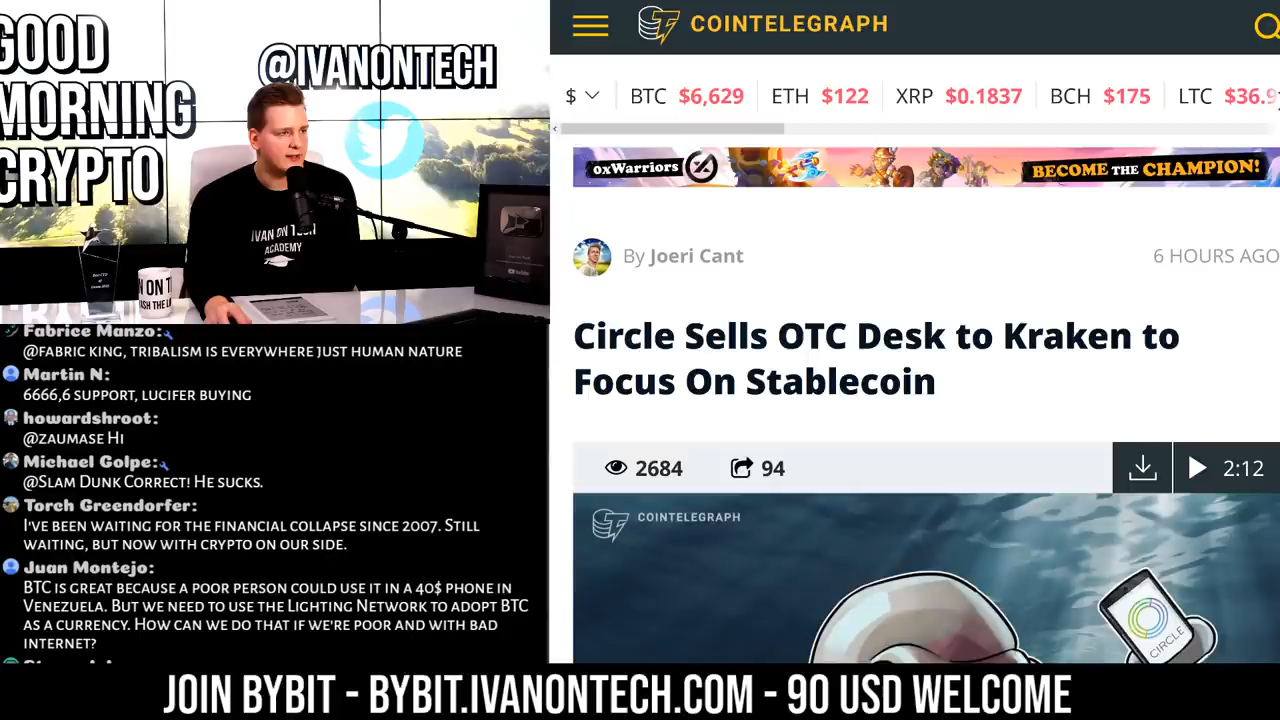 GOOD
MORNING
CRYPTO
@IVANONTECH
IVAN ON TECH
ACADEMY
Fabrice Manzo:
@FABRIC KING, TRIBALISM IS EVERYWHERE JUST HUMAN NATURE
Martin N:
6666,6 SUPPORT, LUCIFER BUYING
howardshroot:
@ZAUMASE HI
Michael Golpe:
@SLAM DUNK CORRECT! HE SUCKS.
Torch Greendorfer:
I'VE BEEN WAITING FOR THE FINANCIAL COLLAPSE SINCE 2007. STILL
WAITING, BUT NOW WITH CRYPTO ON OUR SIDE.
Juan Montejo:
BTC IS GREAT BECAUSE A POOR PERSON COULD USE IT IN A 40$ PHONE IN
VENEZUELA. BUT WE NEED TO USE THE LIGHTING NETWORK TO ADOPT BTC
AS A CURRENCY. HOW CAN WE DO THAT IF WE'RE POOR AND WITH BAD
INTERNET?
COINTELEGRAPH
$ BTC $6,629 ETH $122 XRP $0.1837 BCH $175 LTC $36.9
0xWarriors BECOME THE CHAMPION!
By Joeri Cant 6 HOURS AGO
Circle Sells OTC Desk to Kraken to
Focus On Stablecoin
2684 94 2:12
COINTELEGRAPH
CIRCLE
JOIN BYBIT - BYBIT.IVANONTECH.COM - 90 USD WELCOME